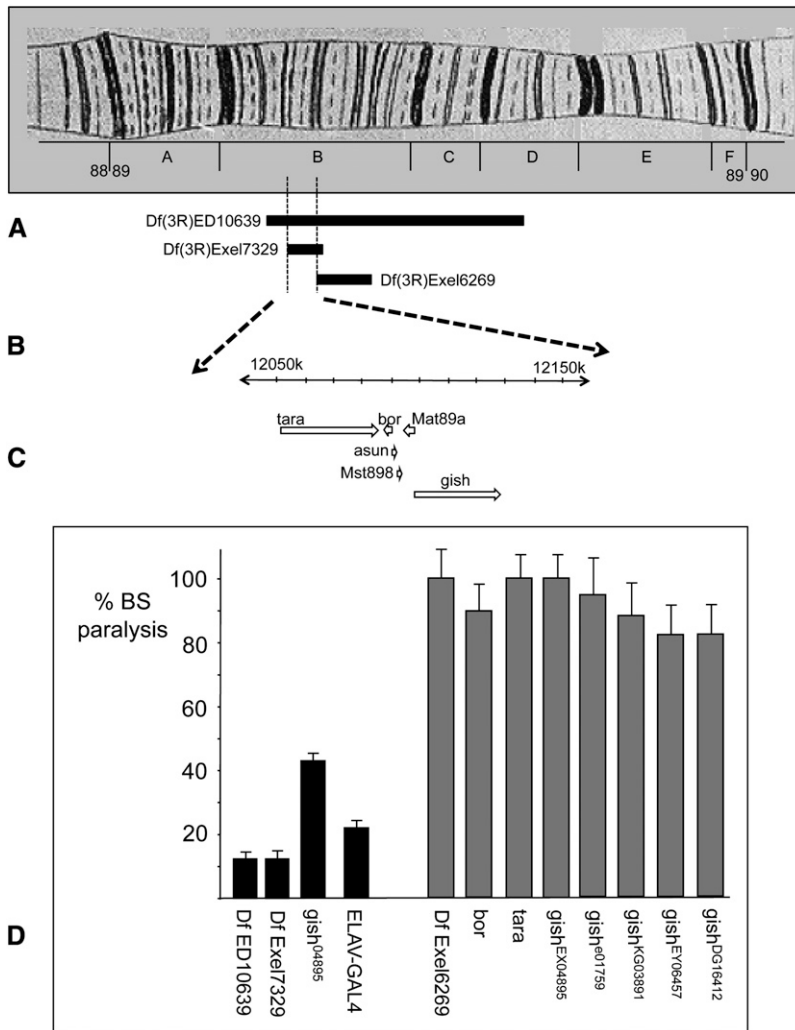 88 89 A B C D E F 89 90
A
Df(3R)ED10639
Df(3R)Exel7329
Df(3R)Exel6269
B
12050k 12150k
tara bor Mat89a
asun
C
Mst898
gish
% BS
paralysis
100
80
60
40
20
D
Df ED10639
Df Exel7329
gish04895
ELAV-GAL4
Df Exel6269
bor
tara
gishEX04895
gishe01759
gishKG03891
gishEY06457
gishDG16412